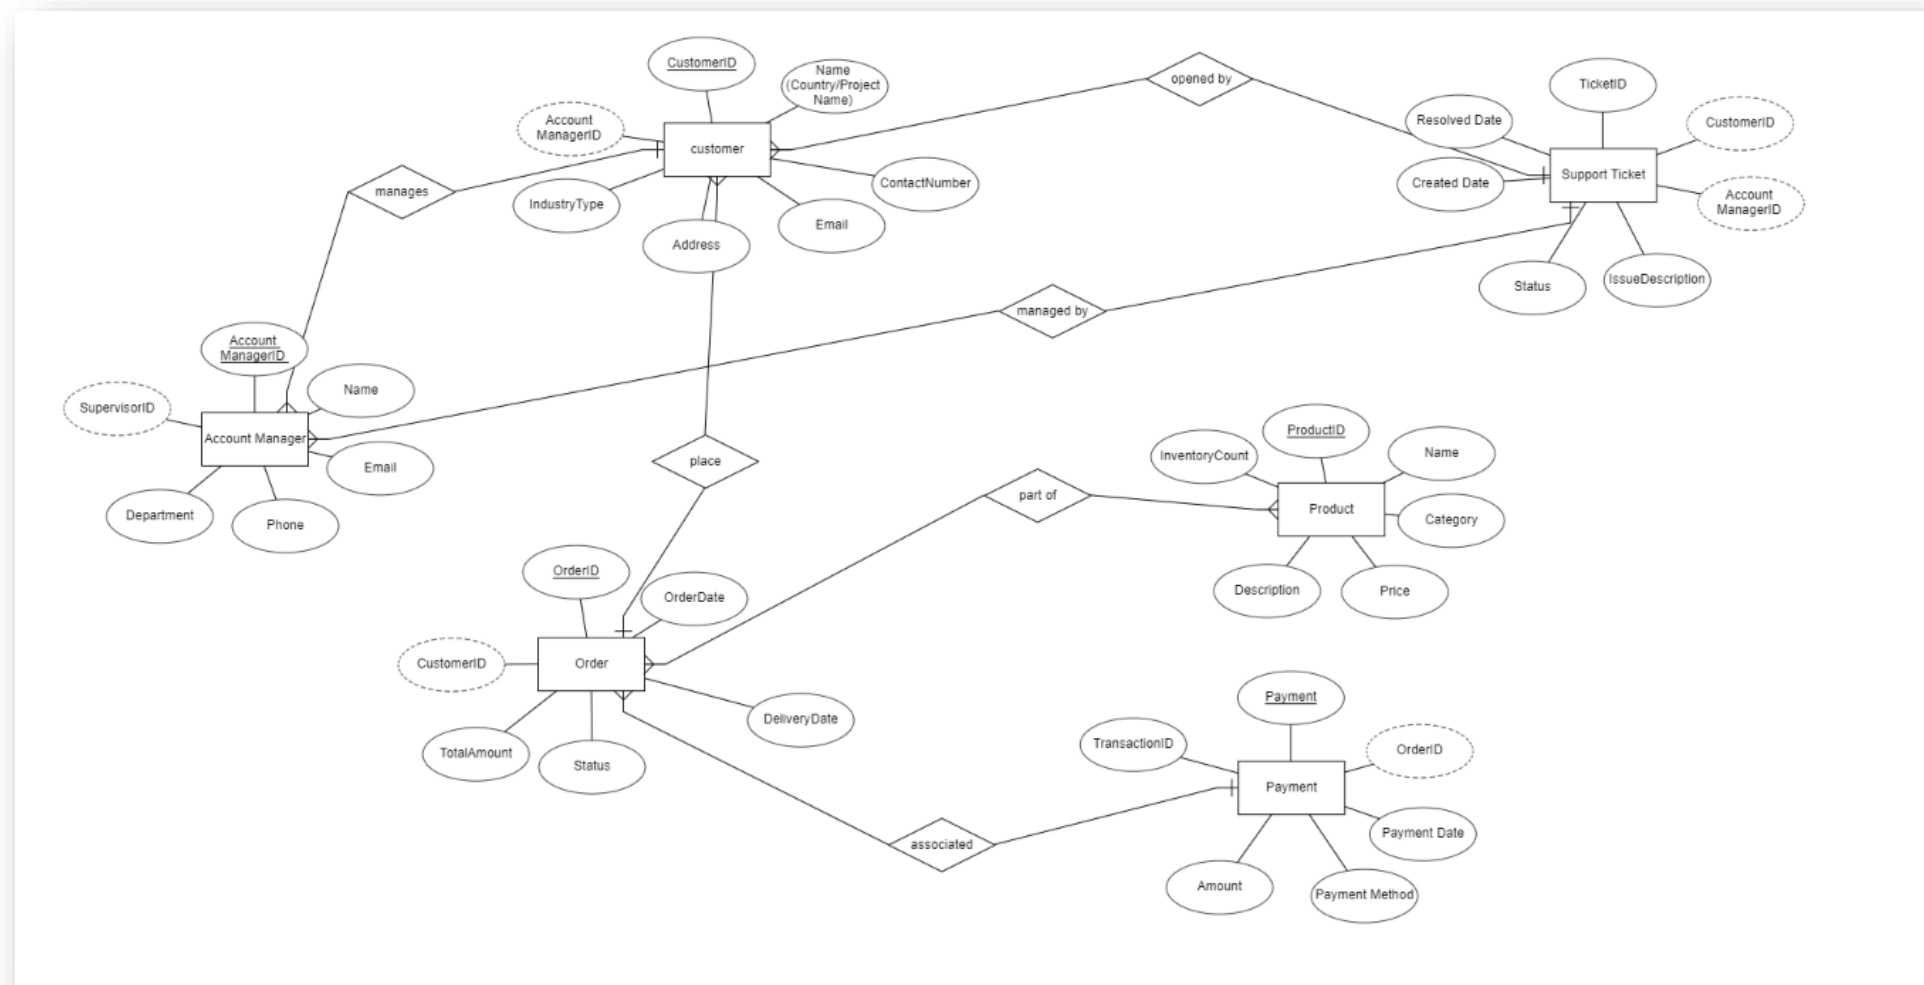 CustomerID
Name
(Country/Project
Name)
Account
ManagerID
customer
IndustryType
Address
Email
ContactNumber
opened by
TicketID
Resolved Date
CustomerID
Created Date
Support Ticket
Account
ManagerID
Status
IssueDescription
manages
managed by
Account
ManagerID
SupervisorID
Name
Account Manager
Email
Department
Phone
place
part of
ProductID
InventoryCount
Name
Product
Category
Description
Price
OrderID
OrderDate
CustomerID
Order
DeliveryDate
TotalAmount
Status
associated
Payment
TransactionID
OrderID
Payment
Payment Date
Amount
Payment Method